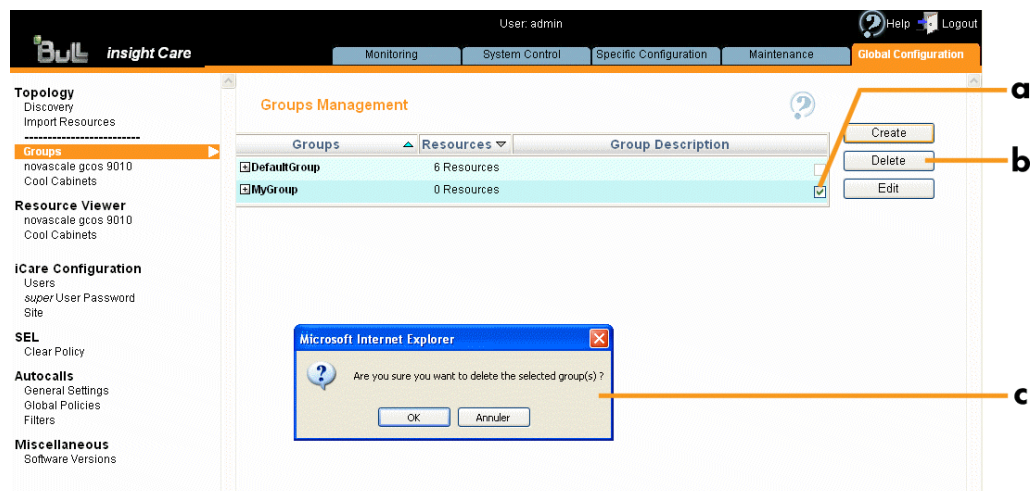 User: admin
Help Logout
Bull insight Care
Monitoring System Control Specific Configuration Maintenance Global Configuration
Topology
Discovery
Import Resources
-------------------------
Groups
novascale gcos 9010
Cool Cabinets
Resource Viewer
novascale gcos 9010
Cool Cabinets
iCare Configuration
Users
super User Password
Site
SEL
Clear Policy
Autocalls
General Settings
Global Policies
Filters
Miscellaneous
Software Versions
Groups Management
Groups Resources Group Description
DefaultGroup 6 Resources
MyGroup 0 Resources
Create
Delete
Edit
Microsoft Internet Explorer
Are you sure you want to delete the selected group(s) ?
OK Annuler
a
b
c